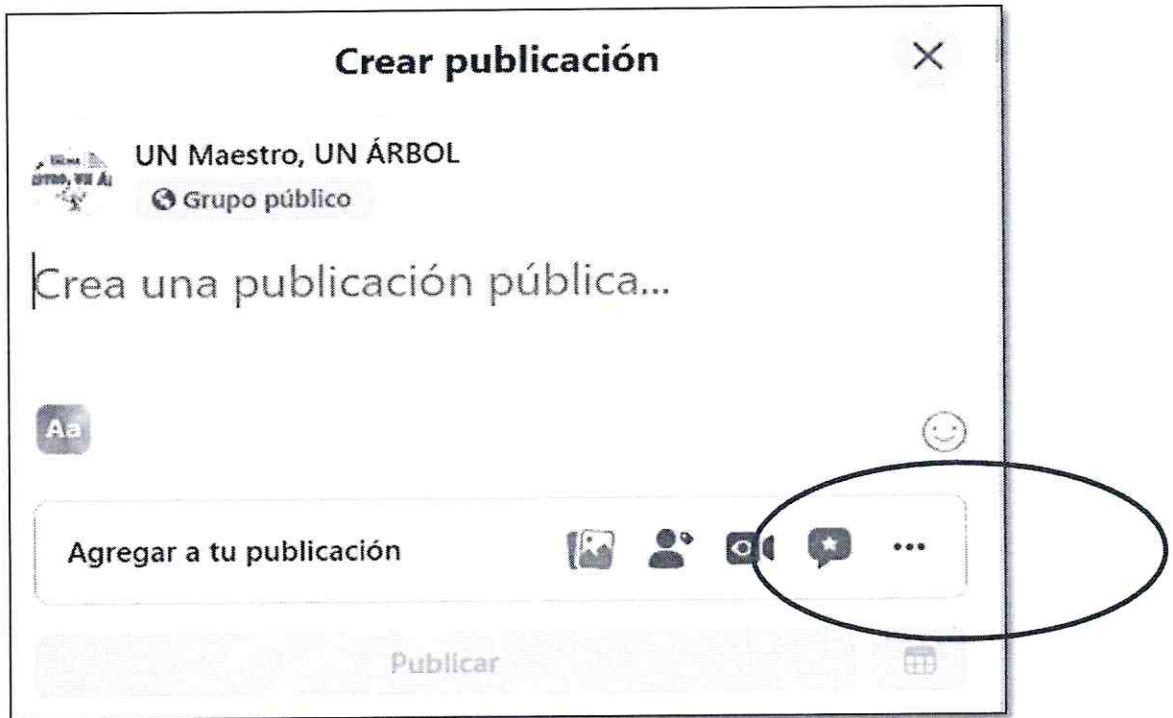 Crear publicación
UN Maestro, UN ÁRBOL
Grupo público
Crea una publicación pública...
Aa
Agregar a tu publicación
Publicar